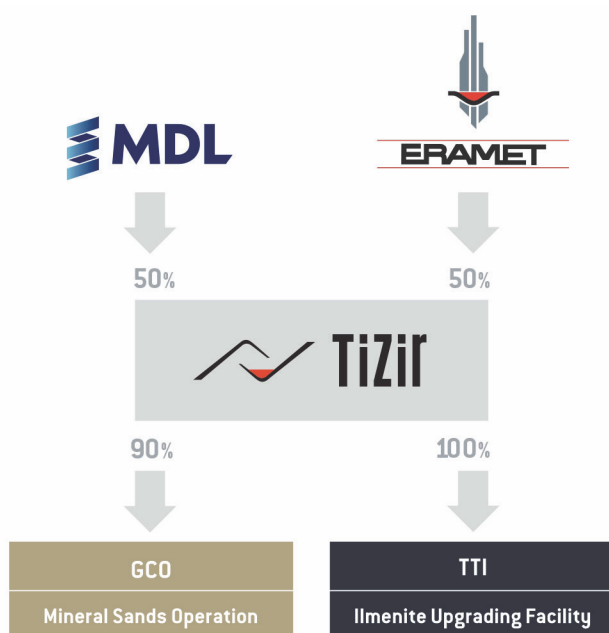 MDL
ERAMET
50%
50%
TiZir
90%
100%
GCO
Mineral Sands Operation
TTI
Ilmenite Upgrading Facility